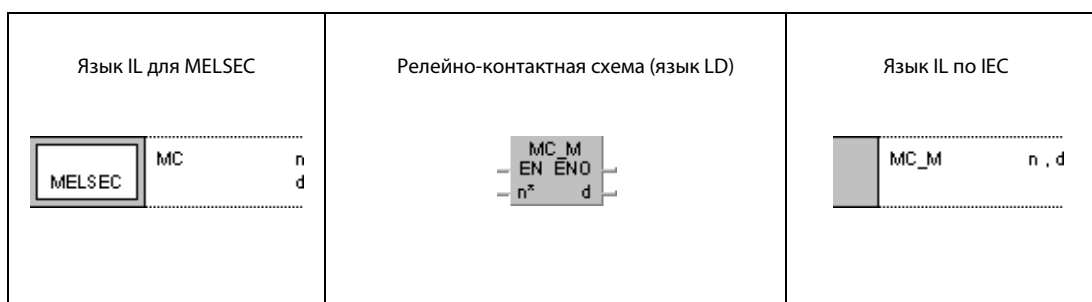 Язык IL для MELSEC
Релейно-контактная схема (язык LD)
Язык IL по IEC
MELSEC
MC n
d
MC_M
EN ENO
n* d
MC_M n , d